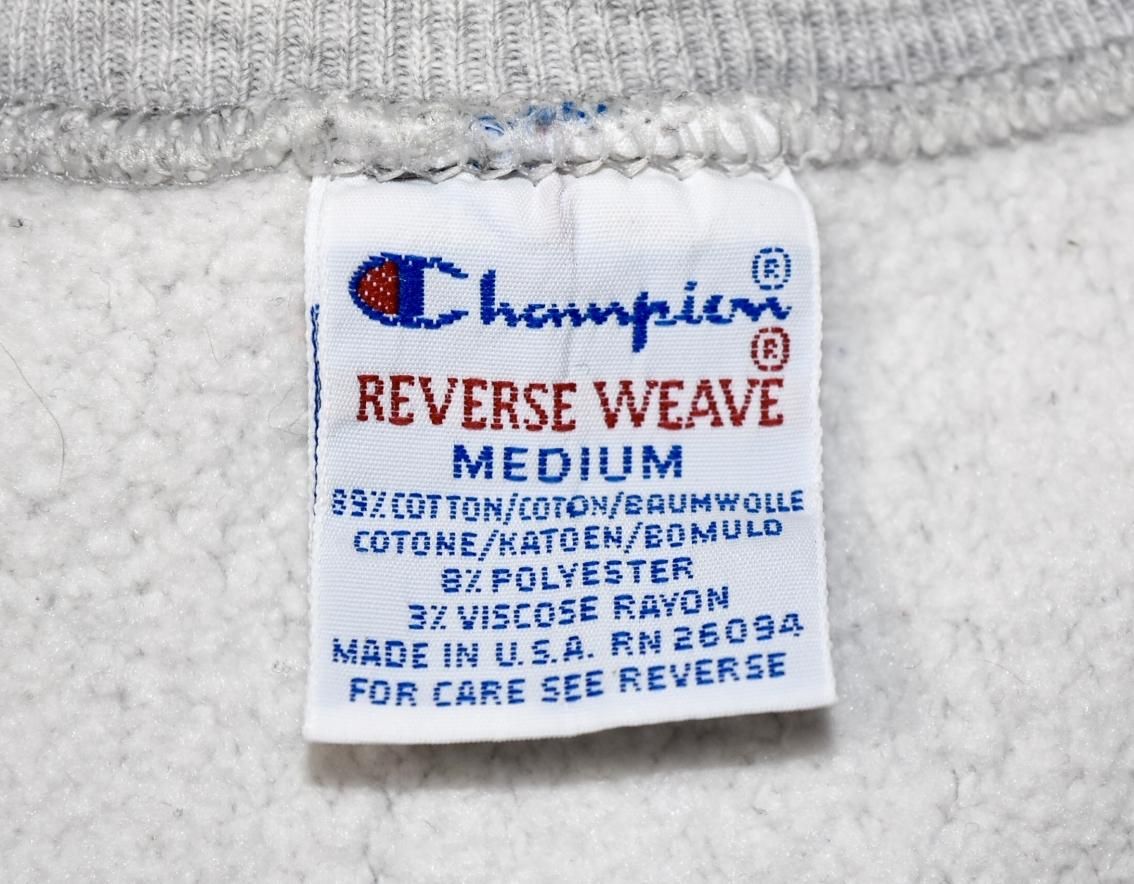 Champion®
REVERSE WEAVE®
MEDIUM
89% COTTON/COTON/BAUMWOLLE
COTONE/KATOEN/BOMULD
8% POLYESTER
3% VISCOSE RAYON
MADE IN U.S.A. RN 26094
FOR CARE SEE REVERSE